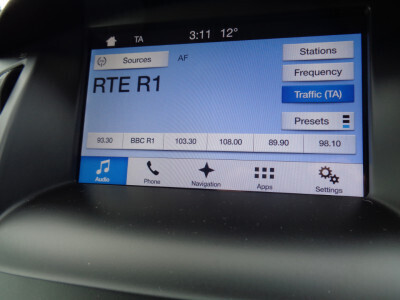 TA 3:11 12°
Sources AF Stations
Frequency
RTE R1
Traffic (TA)
Presets
93.30 BBC R1 103.30 108.00 89.90 98.10
Audio Phone Navigation Apps Settings